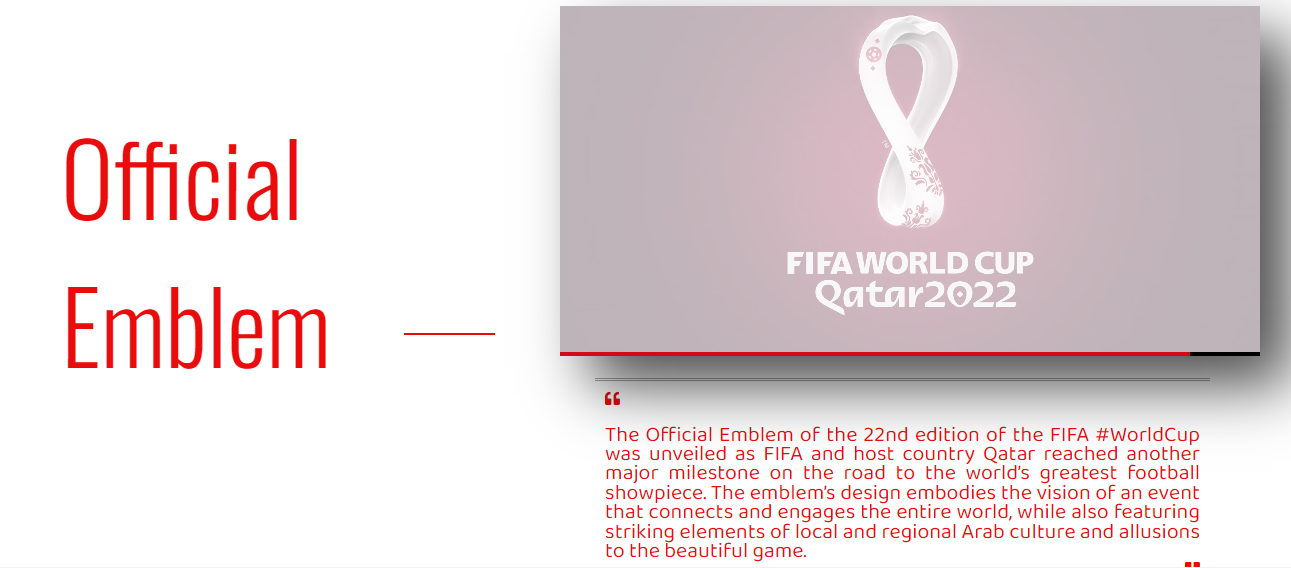 Official
Emblem
TM
FIFA WORLD CUP
Qatar2022
“
The Official Emblem of the 22nd edition of the FIFA #WorldCup
was unveiled as FIFA and host country Qatar reached another
major milestone on the road to the world’s greatest football
showpiece. The emblem’s design embodies the vision of an event
that connects and engages the entire world, while also featuring
striking elements of local and regional Arab culture and allusions
to the beautiful game.